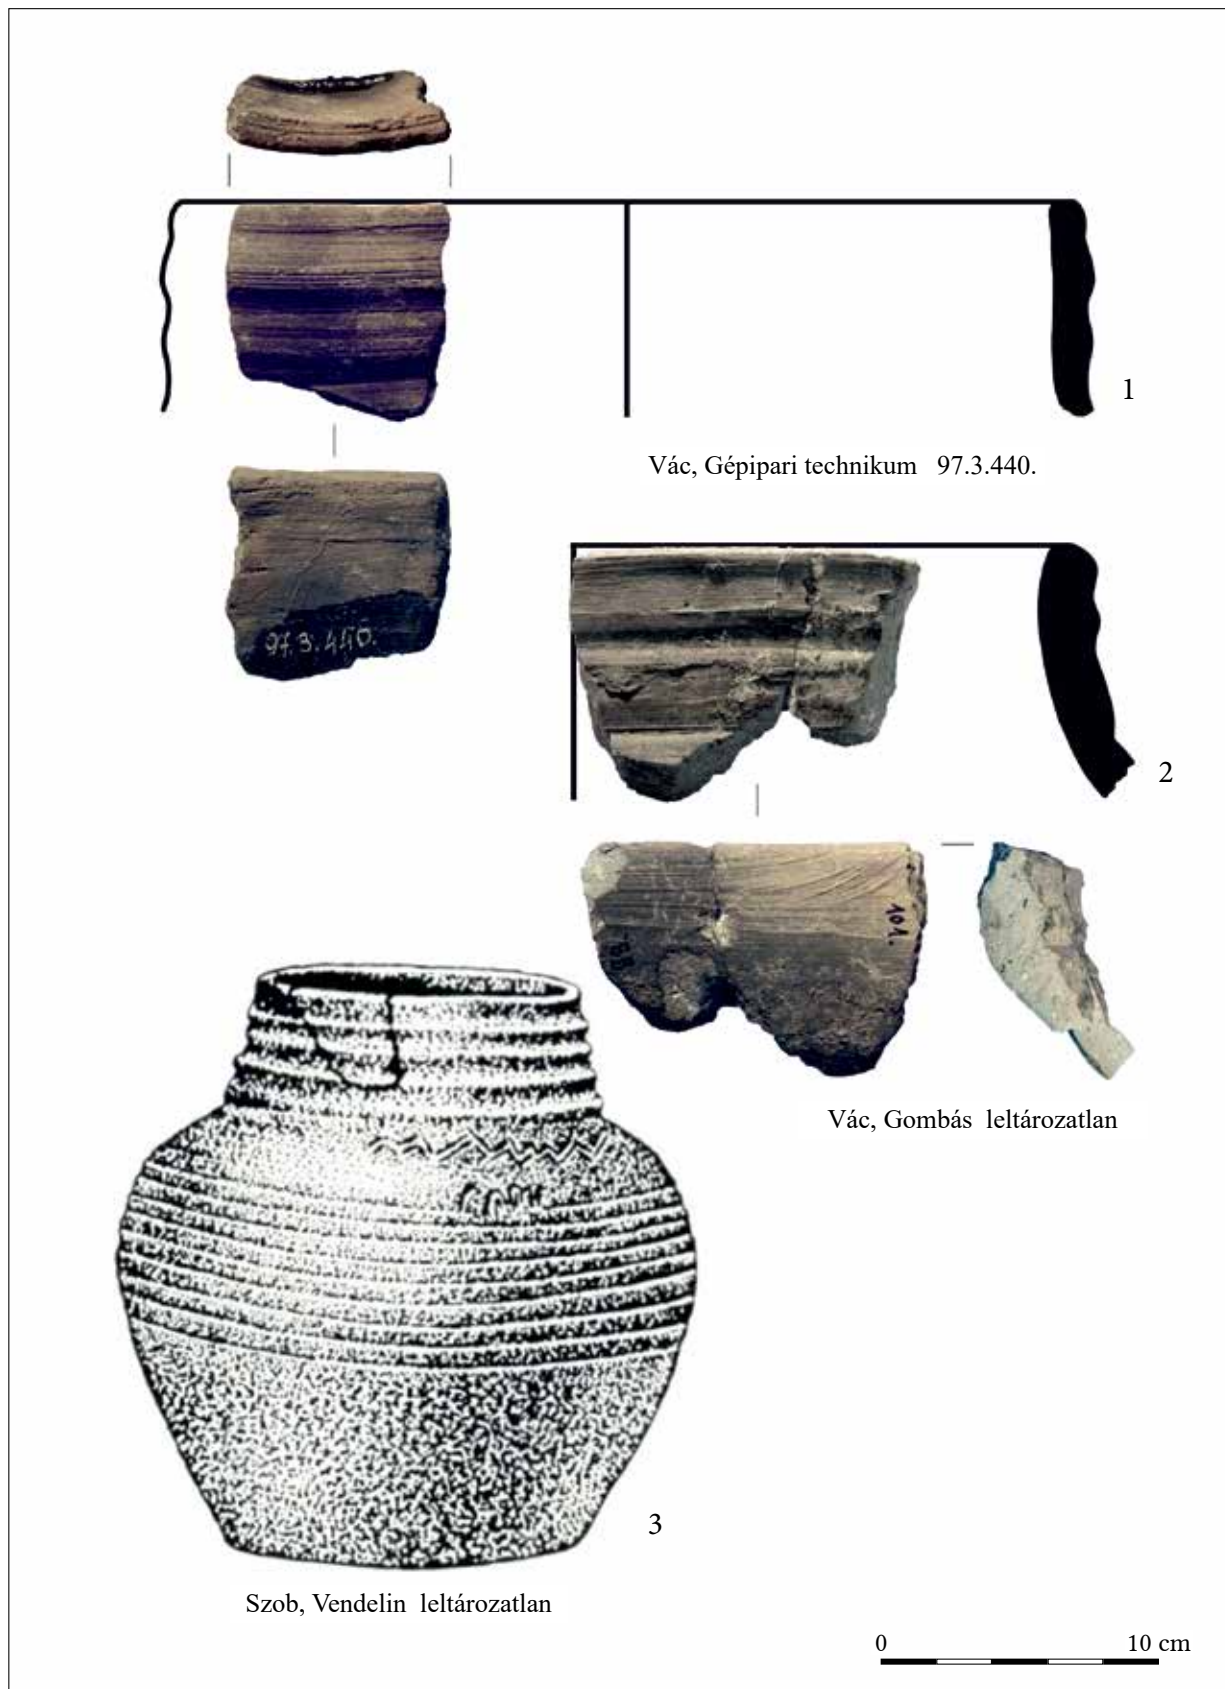 1
Vác, Gépipari technikum 97.3.440.
97.3.440.
2
101.
Vác, Gombás leltározatlan
3
Szob, Vendelin leltározatlan
0 10 cm